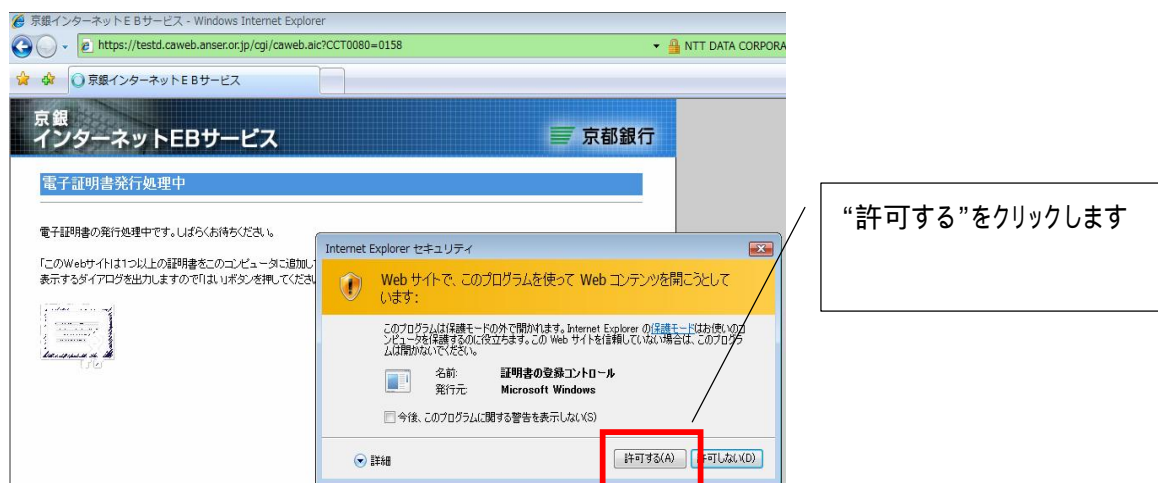 京銀インターネットＥＢサービス - Windows Internet Explorer
https://testd.caweb.anser.or.jp/cgi/caweb.aic?CCT0080=0158
NTT DATA CORPORA
京銀インターネットＥＢサービス
京銀
インターネットEBサービス
京都銀行
電子証明書発行処理中
電子証明書の発行処理中です。しばらくお待ちください。
「このWebサイトは1つ以上の証明書をこのコンピュータに追加し
表示するダイアログを出力しますので「はい」ボタンを押してくださ
Internet Explorer セキュリティ
Web サイトで、このプログラムを使って Web コンテンツを開こうとして
います:
このプログラムは保護モードの外で開かれます。Internet Explorer の保護モードはお使いのコ
ンピュータを保護するのに役立ちます。この Web サイトを信頼していない場合は、このプログラ
ムは開かないでください。
名前: 証明書の登録コントロール
発行元: Microsoft Windows
今後、このプログラムに関する警告を表示しない(S)
詳細
許可する(A)
許可しない(D)
“許可する”をクリックします